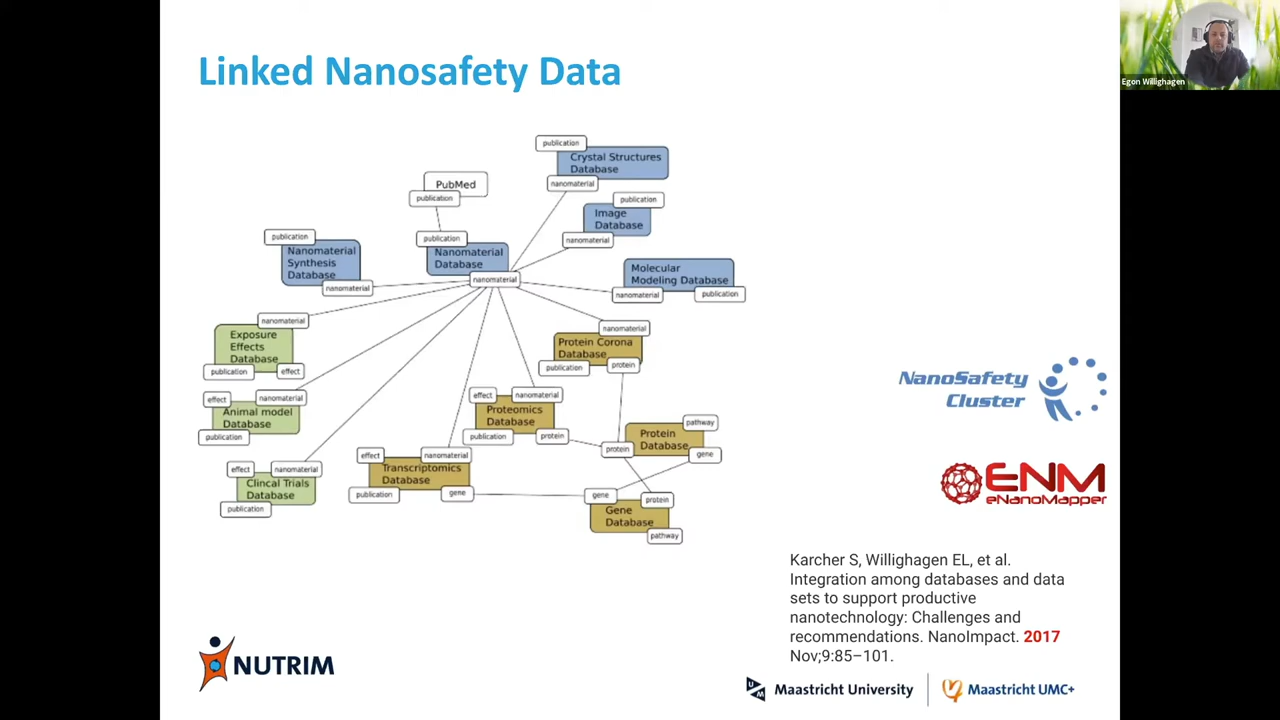 Linked Nanosafety Data
Egon Willighagen
publication
Crystal Structures
Database
nanomaterial
PubMed
publication
publication
Image
Database
nanomaterial
publication
Nanomaterial
Synthesis
Database
nanomaterial
publication
Nanomaterial
Database
nanomaterial
Molecular
Modeling Database
nanomaterial
publication
nanomaterial
Exposure
Effects
Database
publication
effect
nanomaterial
Protein Corona
Database
publication
protein
effect
nanomaterial
Animal model
Database
publication
effect
nanomaterial
Proteomics
Database
publication
protein
pathway
Protein
Database
protein
gene
effect
nanomaterial
Clincal Trials
Database
publication
effect
nanomaterial
Transcriptomics
Database
publication
gene
gene
protein
Gene
Database
pathway
NanoSafety
Cluster
ENM
eNanoMapper
Karcher S, Willighagen EL, et al.
Integration among databases and data
sets to support productive
nanotechnology: Challenges and
recommendations. NanoImpact. 2017
Nov;9:85–101.
NUTRIM
UM
Maastricht University
Maastricht UMC+